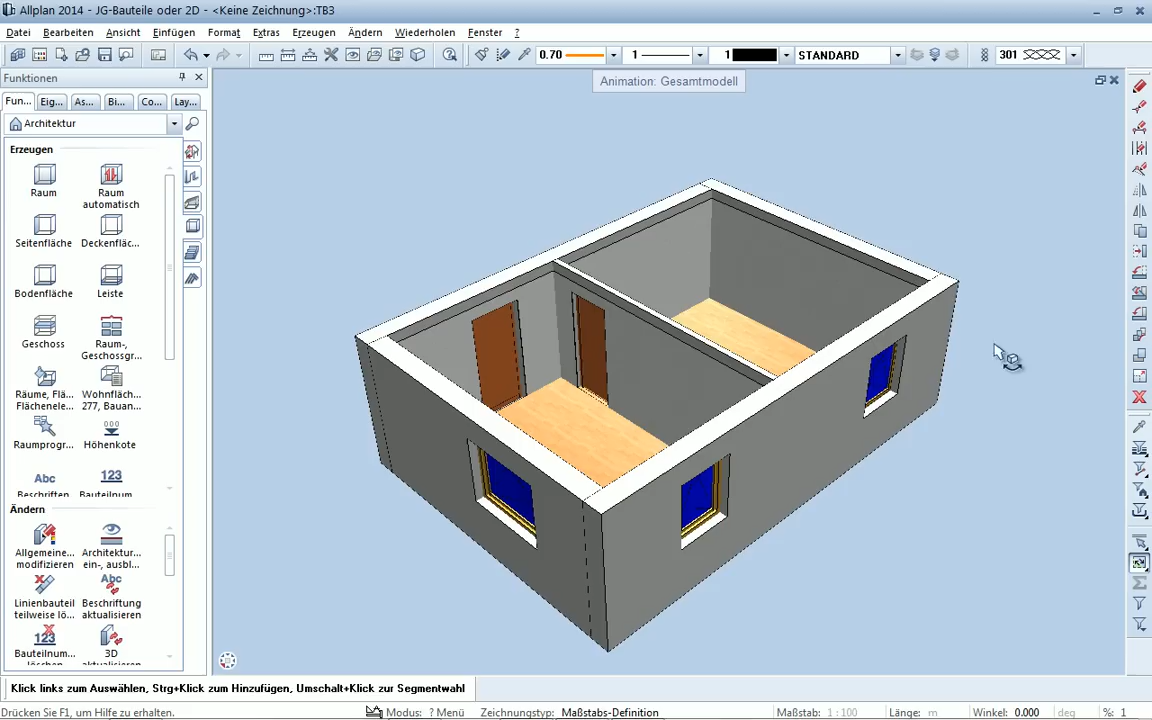 Allplan 2014 - JG-Bauteile oder 2D - <Keine Zeichnung>:TB3
Datei Bearbeiten Ansicht Einfügen Format Extras Erzeugen Ändern Wiederholen Fenster ?
0.70 1 1 STANDARD 301
Funktionen
Animation: Gesamtmodell
Fun... Eig... As... Bi... Co... Lay...
Architektur
Erzeugen
Raum
Raum automatisch
Seitenfläche
Deckenfläc...
Bodenfläche
Leiste
Geschoss
Raum-, Geschossgr...
Räume, Flä... Flächenele...
Wohnfläch... 277, Bauan...
Raumprogr...
000
Höhenkote
Abc
Beschriften
123
Bauteilnum...
Ändern
Allgemeine... modifizieren
Architektur... ein-, ausbl...
Linienbauteil teilweise lö...
Abc
Beschriftung aktualisieren
123
Bauteilnum... löschen
3D aktualisieren
Klick links zum Auswählen, Strg+Klick zum Hinzufügen, Umschalt+Klick zur Segmentwahl
Drücken Sie F1, um Hilfe zu erhalten. Modus: ? Menü Zeichnungstyp: Maßstabs-Definition Maßstab: 1 : 100 Länge: m Winkel: 0.000 deg %: 1